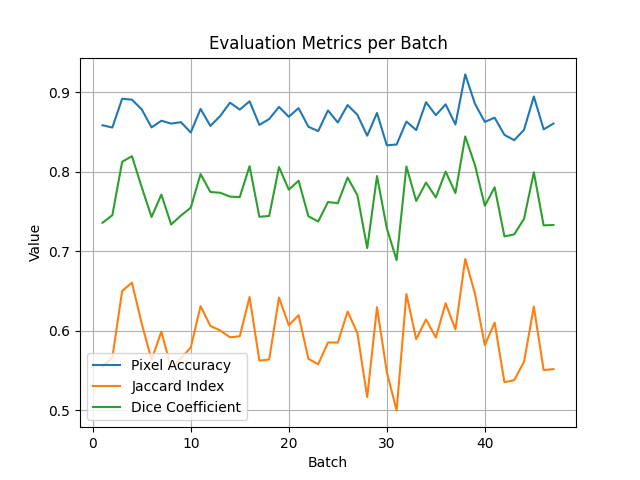 Evaluation Metrics per Batch
0.9
0.8
0.7
0.6
0.5
Value
Pixel Accuracy
Jaccard Index
Dice Coefficient
0 10 20 30 40
Batch